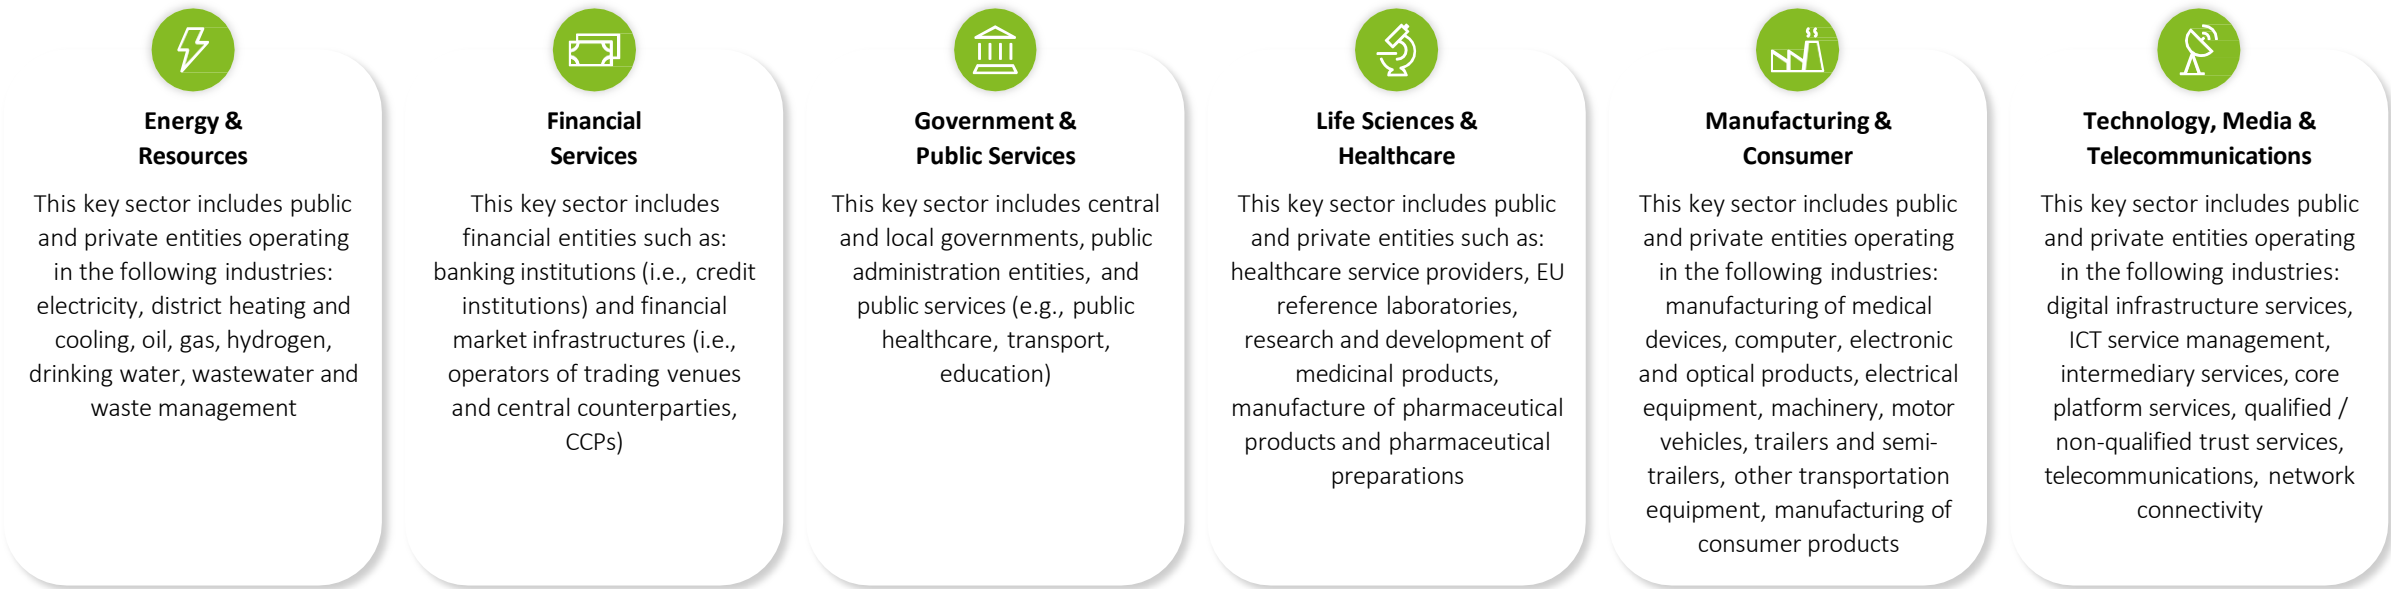 Energy &
Resources
This key sector includes public
and private entities operating
in the following industries:
electricity, district heating and
cooling, oil, gas, hydrogen,
drinking water, wastewater and
waste management
Financial
Services
This key sector includes
financial entities such as:
banking institutions (i.e., credit
institutions) and financial
market infrastructures (i.e.,
operators of trading venues
and central counterparties,
CCPs)
Government &
Public Services
This key sector includes central
and local governments, public
administration entities, and
public services (e.g., public
healthcare, transport,
education)
Life Sciences &
Healthcare
This key sector includes public
and private entities such as:
healthcare service providers, EU
reference laboratories,
research and development of
medicinal products,
manufacture of pharmaceutical
products and pharmaceutical
preparations
Manufacturing &
Consumer
This key sector includes public
and private entities operating
in the following industries:
manufacturing of medical
devices, computer, electronic
and optical products, electrical
equipment, machinery, motor
vehicles, trailers and semi-
trailers, other transportation
equipment, manufacturing of
consumer products
Technology, Media &
Telecommunications
This key sector includes public
and private entities operating
in the following industries:
digital infrastructure services,
ICT service management,
intermediary services, core
platform services, qualified /
non-qualified trust services,
telecommunications, network
connectivity